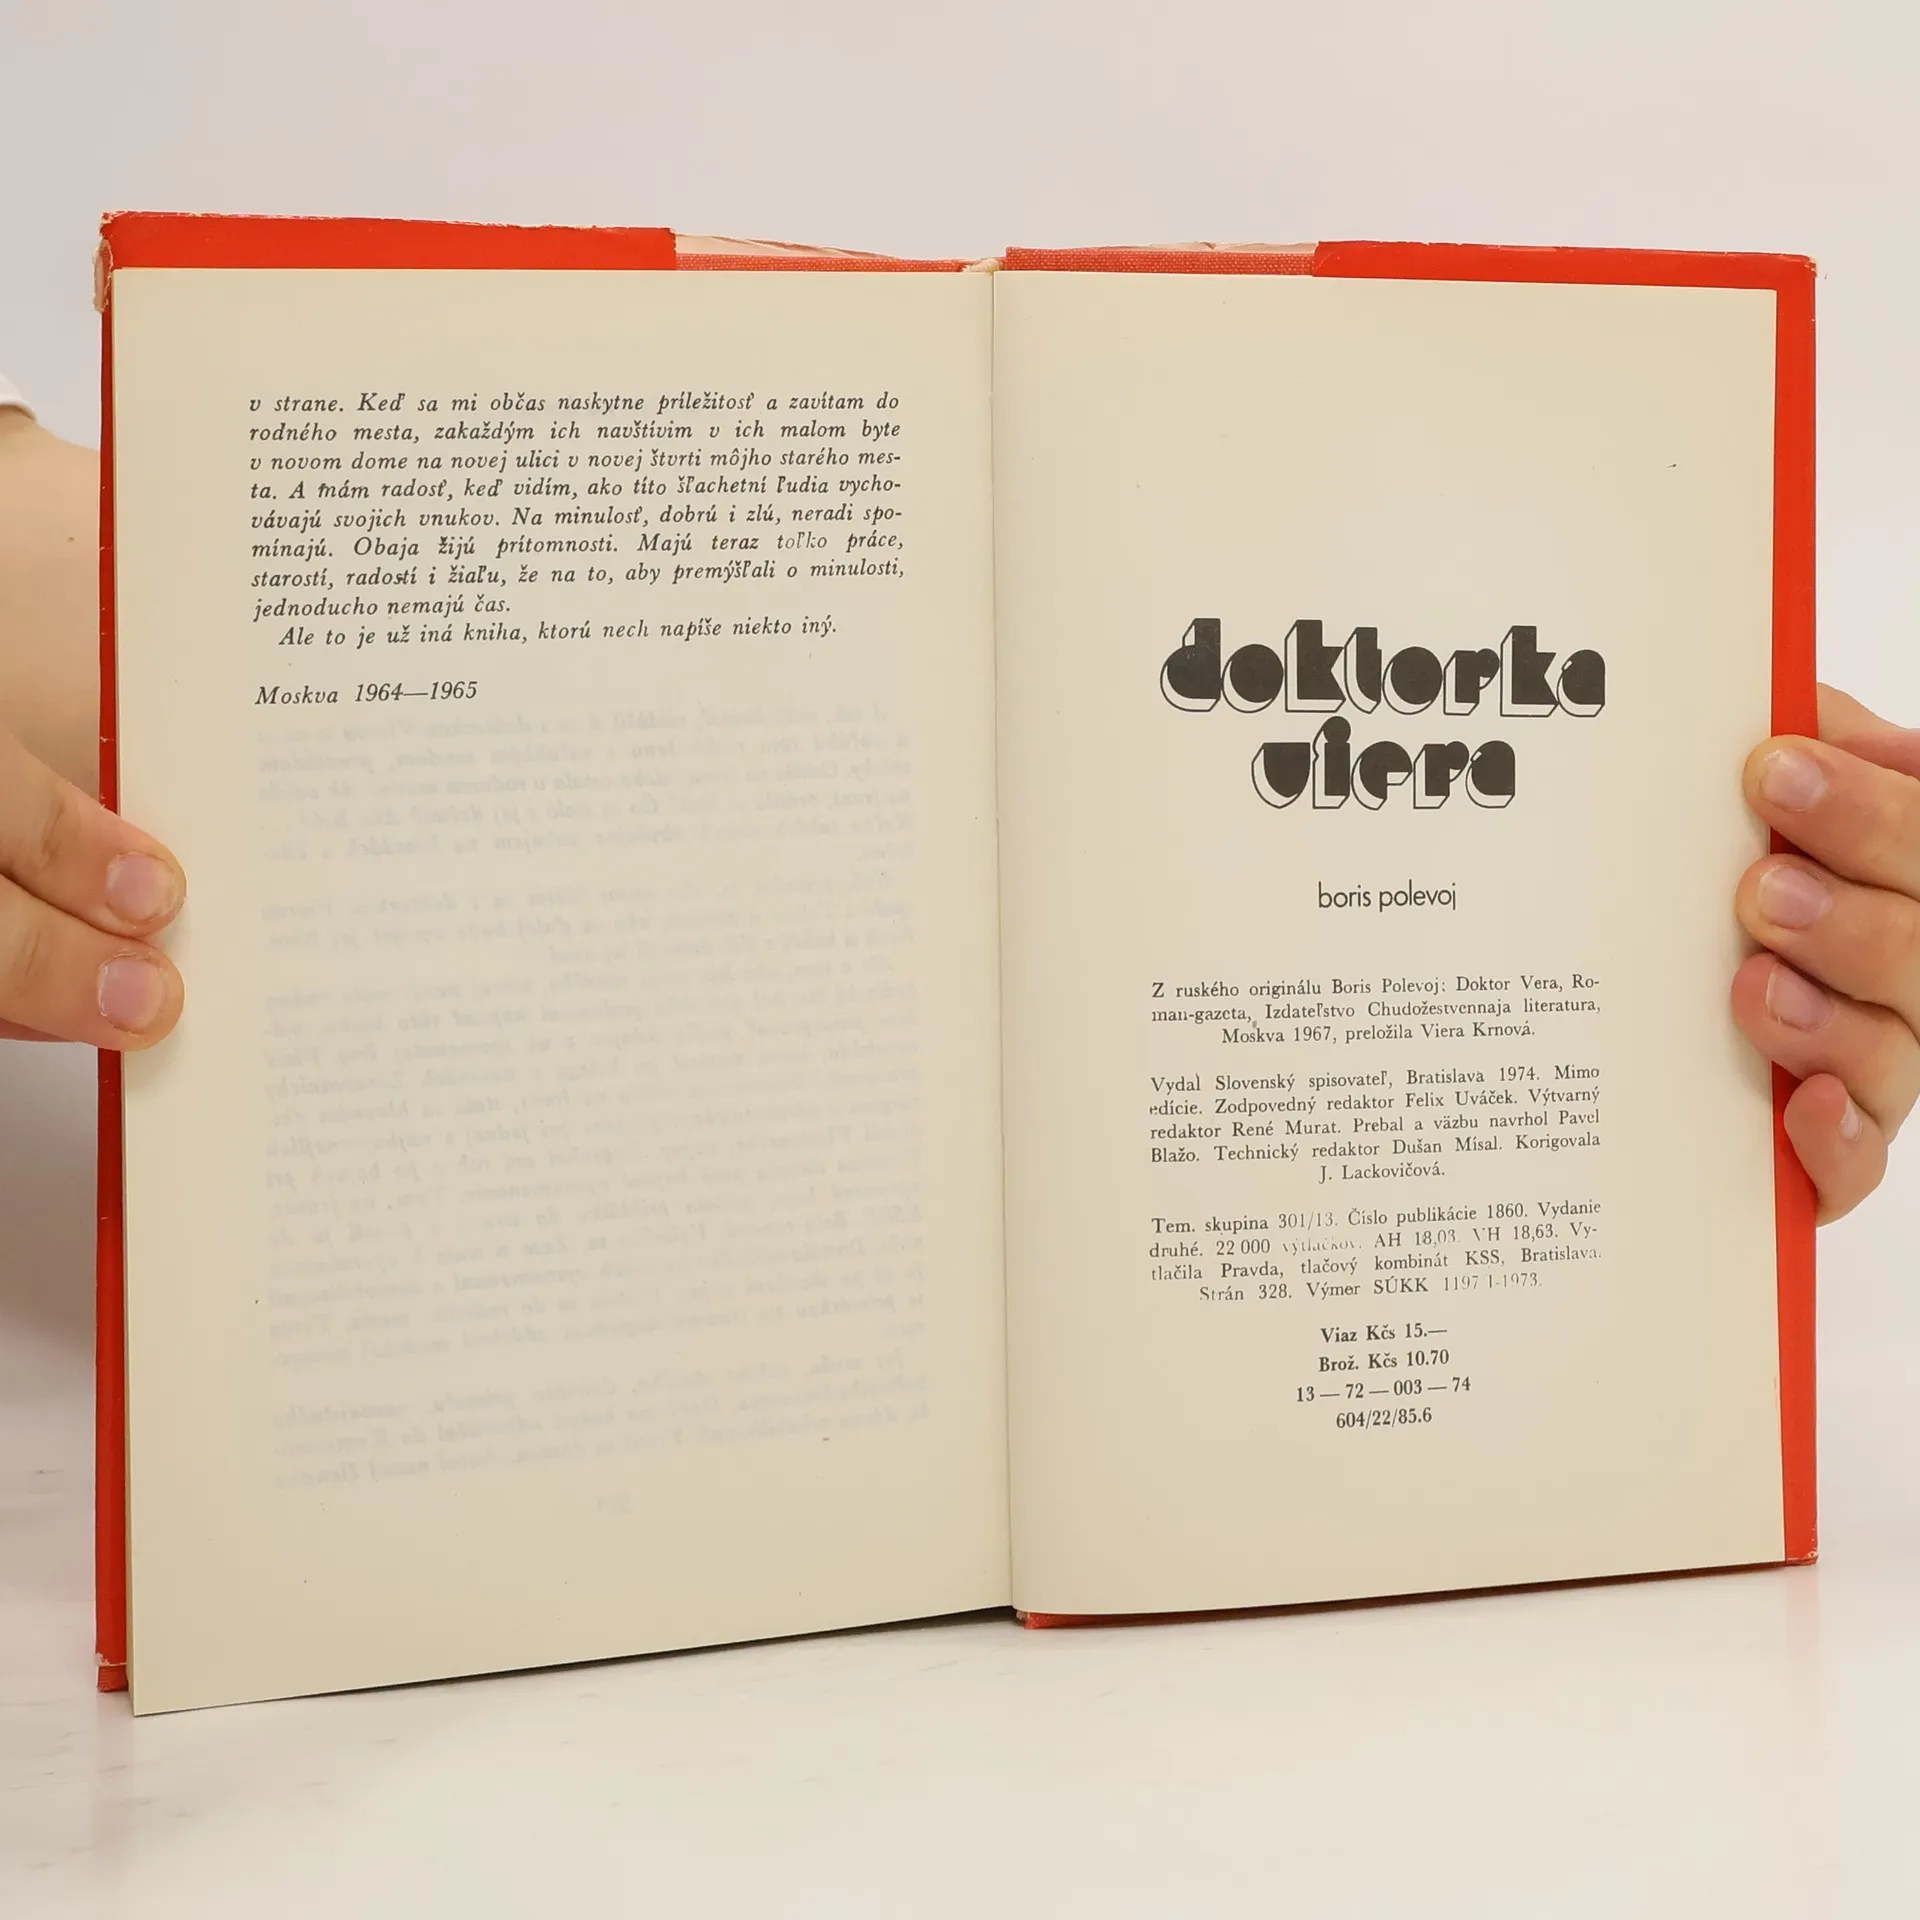 v strane. Keď sa mi občas naskytne príležitosť a zavítam do
rodného mesta, zakaždým ich navštívim v ich malom byte
v novom dome na novej ulici v novej štvrti môjho starého mes-
ta. A mám radosť, keď vidím, ako títo šľachetní ľudia vycho-
vávajú svojich vnukov. Na minulosť, dobrú i zlú, neradi spo-
mínajú. Obaja žijú prítomnosti. Majú teraz toľko práce,
starostí, radostí i žiaľu, že na to, aby premýšľali o minulosti,
jednoducho nemajú čas.
Ale to je už iná kniha, ktorú nech napíše niekto iný.
Moskva 1964—1965
doktorka
viera
boris polevoj
Z ruského originálu Boris Polevoj: Doktor Vera, Ro-
man-gazeta, Izdateľstvo Chudožestvennaja literatura,
Moskva 1967, preložila Viera Krnová.
Vydal Slovenský spisovateľ, Bratislava 1974. Mimo
edície. Zodpovedný redaktor Felix Uváček. Výtvarný
redaktor René Murat. Prebal a väzbu navrhol Pavel
Blažo. Technický redaktor Dušan Mísal. Korigovala
J. Lackovičová.
Tem. skupina 301/13. Číslo publikácie 1860. Vydanie
druhé. 22 000 výtlačkov. AH 18,03. VH 18,63. Vy-
tlačila Pravda, tlačový kombinát KSS, Bratislava.
Strán 328. Výmer SÚKK 1197 I-1973.
Viaz Kčs 15.—
Brož. Kčs 10.70
13 — 72 — 003 — 74
604/22/85.6